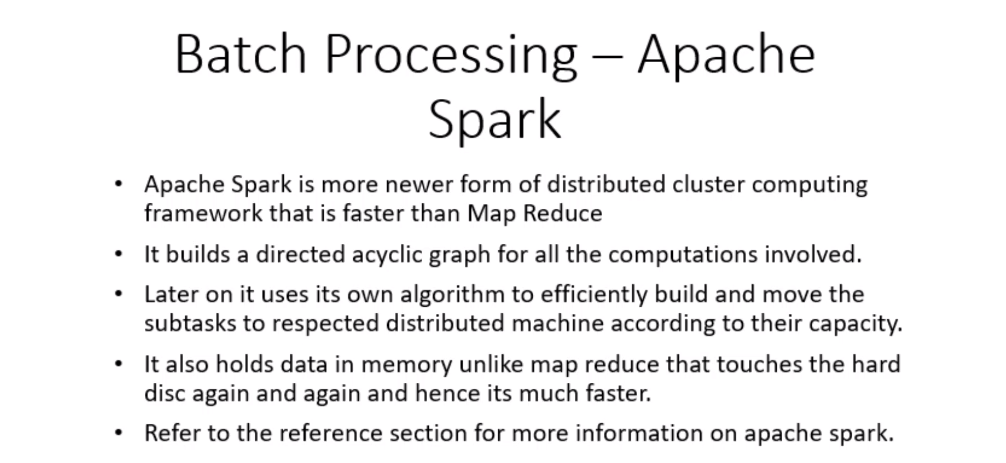 Batch Processing – Apache
Spark
• Apache Spark is more newer form of distributed cluster computing
framework that is faster than Map Reduce
• It builds a directed acyclic graph for all the computations involved.
• Later on it uses its own algorithm to efficiently build and move the
subtasks to respected distributed machine according to their capacity.
• It also holds data in memory unlike map reduce that touches the hard
disc again and again and hence its much faster.
• Refer to the reference section for more information on apache spark.